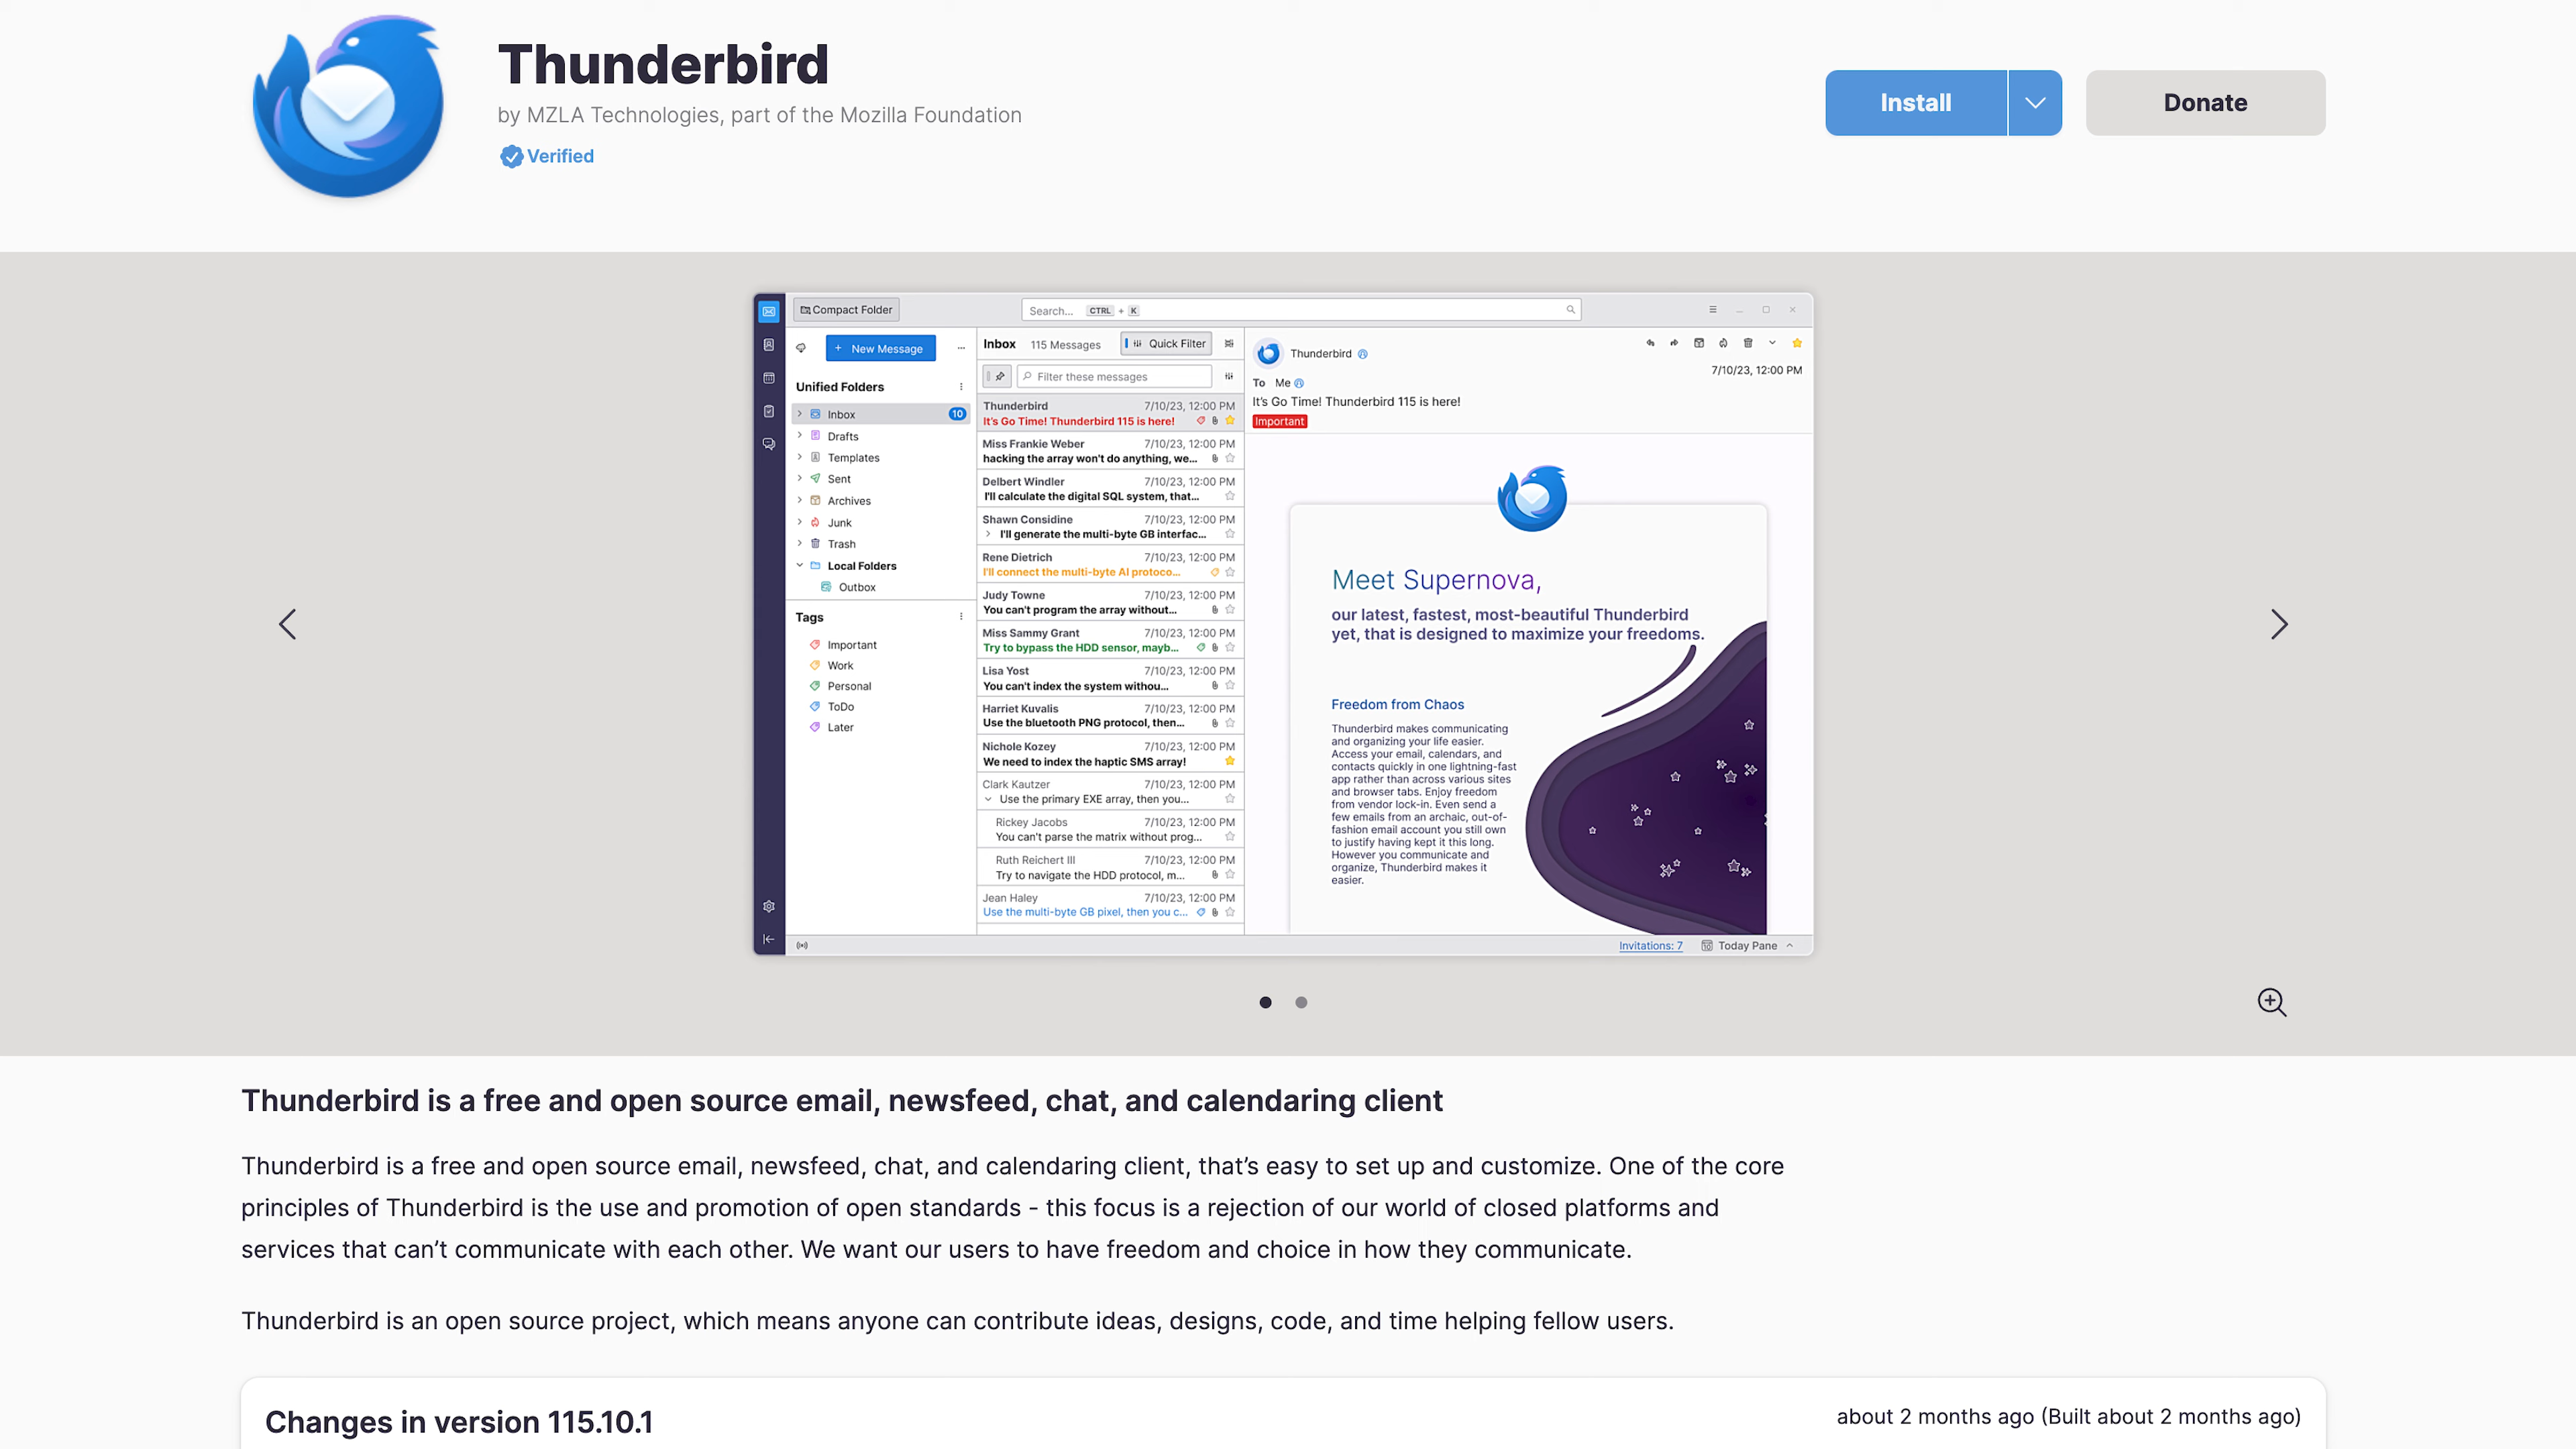 Thunderbird
by MZLA Technologies, part of the Mozilla Foundation
Verified
Install
Donate
Compact Folder
Search... CTRL + K
+ New Message
Unified Folders
Inbox 10
Drafts
Templates
Sent
Archives
Junk
Trash
Local Folders
Outbox
Tags
Important
Work
Personal
ToDo
Later
Inbox 115 Messages Quick Filter
Filter these messages
Thunderbird 7/10/23, 12:00 PM
It's Go Time! Thunderbird 115 is here!
Miss Frankie Weber 7/10/23, 12:00 PM
hacking the array won't do anything, we...
Delbert Windler 7/10/23, 12:00 PM
I'll calculate the digital SQL system, that...
Shawn Considine 7/10/23, 12:00 PM
I'll generate the multi-byte GB interfac...
Rene Dietrich 7/10/23, 12:00 PM
I'll connect the multi-byte AI protoco...
Judy Towne 7/10/23, 12:00 PM
You can't program the array without...
Miss Sammy Grant 7/10/23, 12:00 PM
Try to bypass the HDD sensor, mayb...
Lisa Yost 7/10/23, 12:00 PM
You can't index the system withou...
Harriet Kuvalis 7/10/23, 12:00 PM
Use the bluetooth PNG protocol, then...
Nichole Kozey 7/10/23, 12:00 PM
We need to index the haptic SMS array!
Clark Kautzer 7/10/23, 12:00 PM
Use the primary EXE array, then you...
Rickey Jacobs 7/10/23, 12:00 PM
You can't parse the matrix without prog...
Ruth Reichert III 7/10/23, 12:00 PM
Try to navigate the HDD protocol, m...
Jean Haley 7/10/23, 12:00 PM
Use the multi-byte GB pixel, then you c...
Thunderbird
7/10/23, 12:00 PM
To Me
It's Go Time! Thunderbird 115 is here!
Important
Meet Supernova,
our latest, fastest, most-beautiful Thunderbird
yet, that is designed to maximize your freedoms.
Freedom from Chaos
Thunderbird makes communicating
and organizing your life easier.
Access your email, calendars, and
contacts quickly in one lightning-fast
app rather than across various sites
and browser tabs. Enjoy freedom
from vendor lock-in. Even send a
few emails from an archaic, out-of-
fashion email account you still own
to justify having kept it this long.
However you communicate and
organize, Thunderbird makes it
easier.
Invitations: 7 10 Today Pane
Thunderbird is a free and open source email, newsfeed, chat, and calendaring client
Thunderbird is a free and open source email, newsfeed, chat, and calendaring client, that's easy to set up and customize. One of the core
principles of Thunderbird is the use and promotion of open standards - this focus is a rejection of our world of closed platforms and
services that can't communicate with each other. We want our users to have freedom and choice in how they communicate.
Thunderbird is an open source project, which means anyone can contribute ideas, designs, code, and time helping fellow users.
Changes in version 115.10.1
about 2 months ago (Built about 2 months ago)